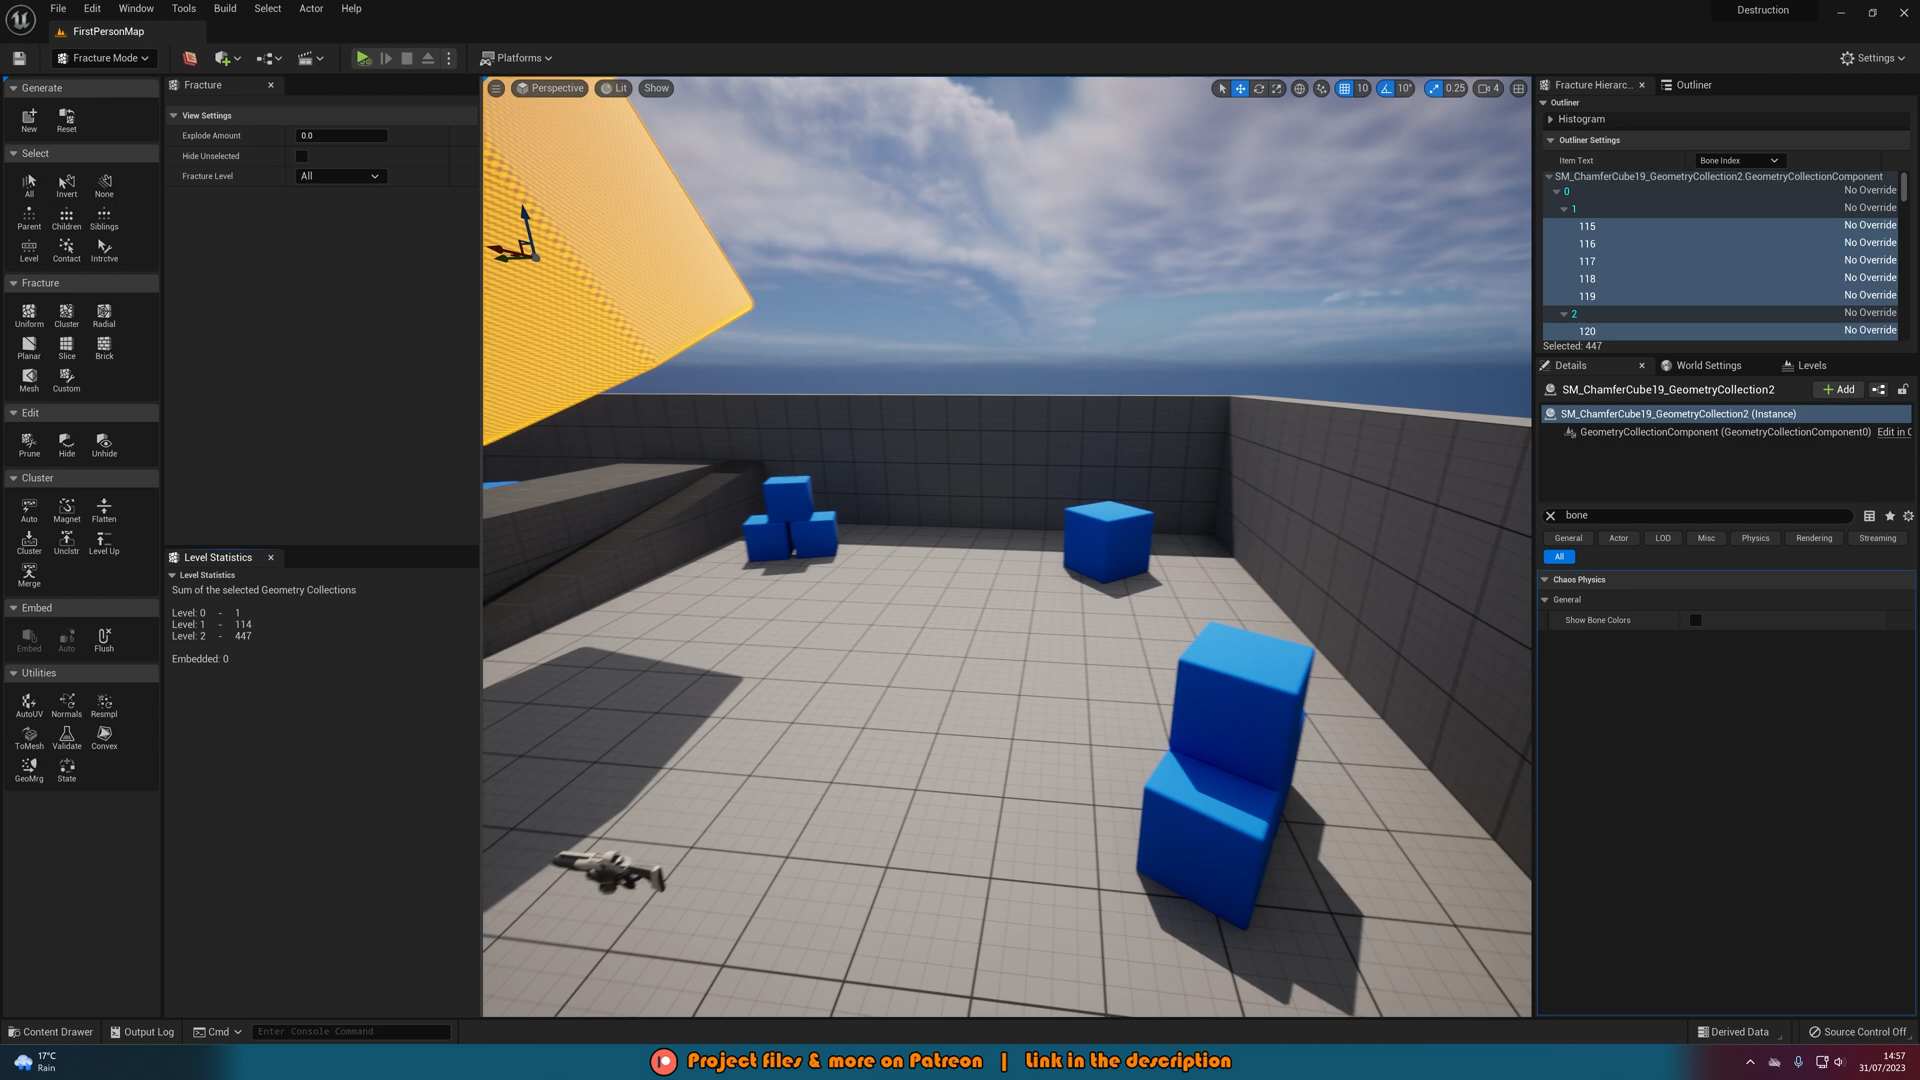 File Edit Window Tools Build Select Actor Help
Destruction
FirstPersonMap
Fracture Mode
Platforms
Settings
Generate
New Reset
Select
All Invert None
Parent Children Siblings
Level Contact Intrctve
Fracture
Uniform Cluster Radial
Planar Slice Brick
Mesh Custom
Edit
Prune Hide Unhide
Cluster
Auto Magnet Flatten
Cluster Unclstr Level Up
Merge
Embed
Embed Auto Flush
Utilities
AutoUV Normals Resmpl
ToMesh Validate Convex
GeoMrg State
Fracture
View Settings
Explode Amount 0.0
Hide Unselected
Fracture Level All
Level Statistics
Level Statistics
Sum of the selected Geometry Collections
Level: 0 - 1
Level: 1 - 114
Level: 2 - 447
Embedded: 0
Perspective Lit Show
10 10° 0.25 4
Fracture Hierarc... Outliner
Outliner
Histogram
Outliner Settings
Item Text Bone Index
SM_ChamferCube19_GeometryCollection2.GeometryCollectionComponent
0 No Override
1 No Override
115 No Override
116 No Override
117 No Override
118 No Override
119 No Override
2 No Override
120 No Override
Selected: 447
Details World Settings Levels
SM_ChamferCube19_GeometryCollection2 Add
SM_ChamferCube19_GeometryCollection2 (Instance)
GeometryCollectionComponent (GeometryCollectionComponent0) Edit in C
bone
General Actor LOD Misc Physics Rendering Streaming
All
Chaos Physics
General
Show Bone Colors
Content Drawer Output Log Cmd Enter Console Command
Derived Data Source Control Off
17°C
Rain
Project files & more on Patreon | Link in the description
14:57
31/07/2023